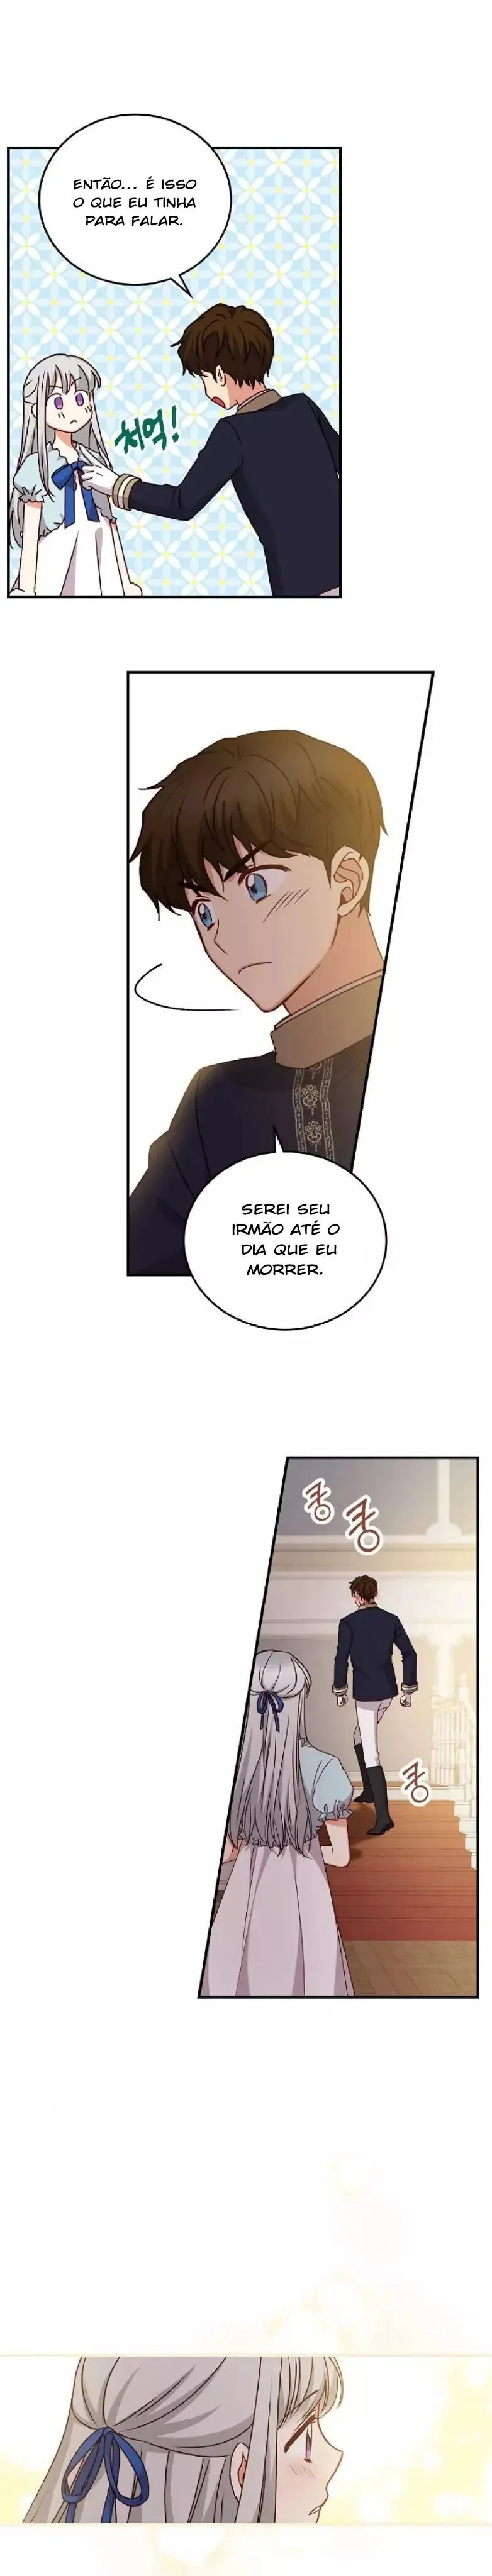 ENTÃO... É ISSO
O QUE EU TINHA
PARA FALAR.
처억!
SEREI SEU
IRMÃO ATÉ O
DIA QUE EU
MORRER.
쿵
쿵
쿵